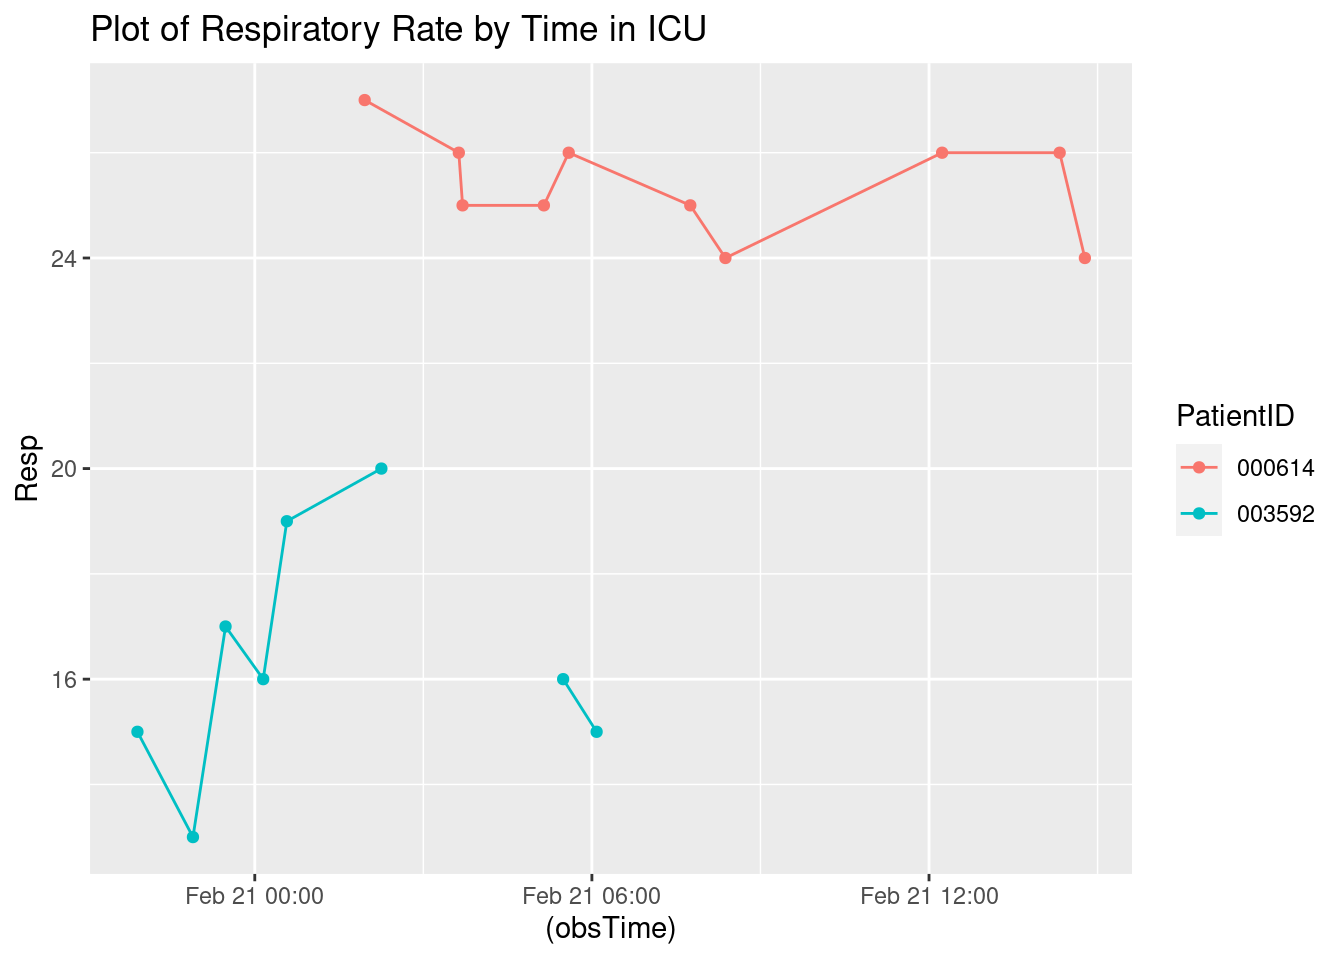 Plot of Respiratory Rate by Time in ICU
Resp
24
20
16
Feb 21 00:00
Feb 21 06:00
Feb 21 12:00
(obsTime)
PatientID
000614
003592